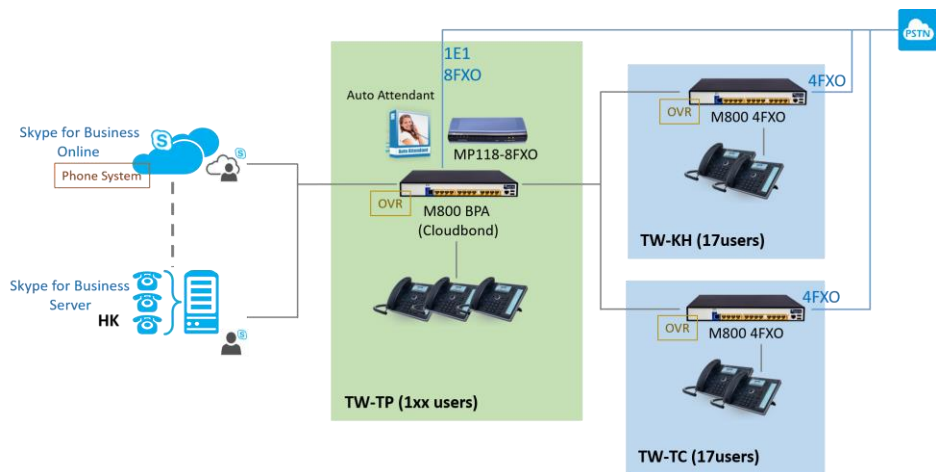 PSTN
1E1
8FXO
Auto Attendant
Auto Attendant
MP118-8FXO
Skype for Business
Online
S
S
Phone System
OVR
M800 BPA
(Cloudbond)
Skype for Business
Server
HK
S
TW-TP (1xx users)
4FXO
OVR
M800 4FXO
TW-KH (17users)
4FXO
OVR
M800 4FXO
TW-TC (17users)